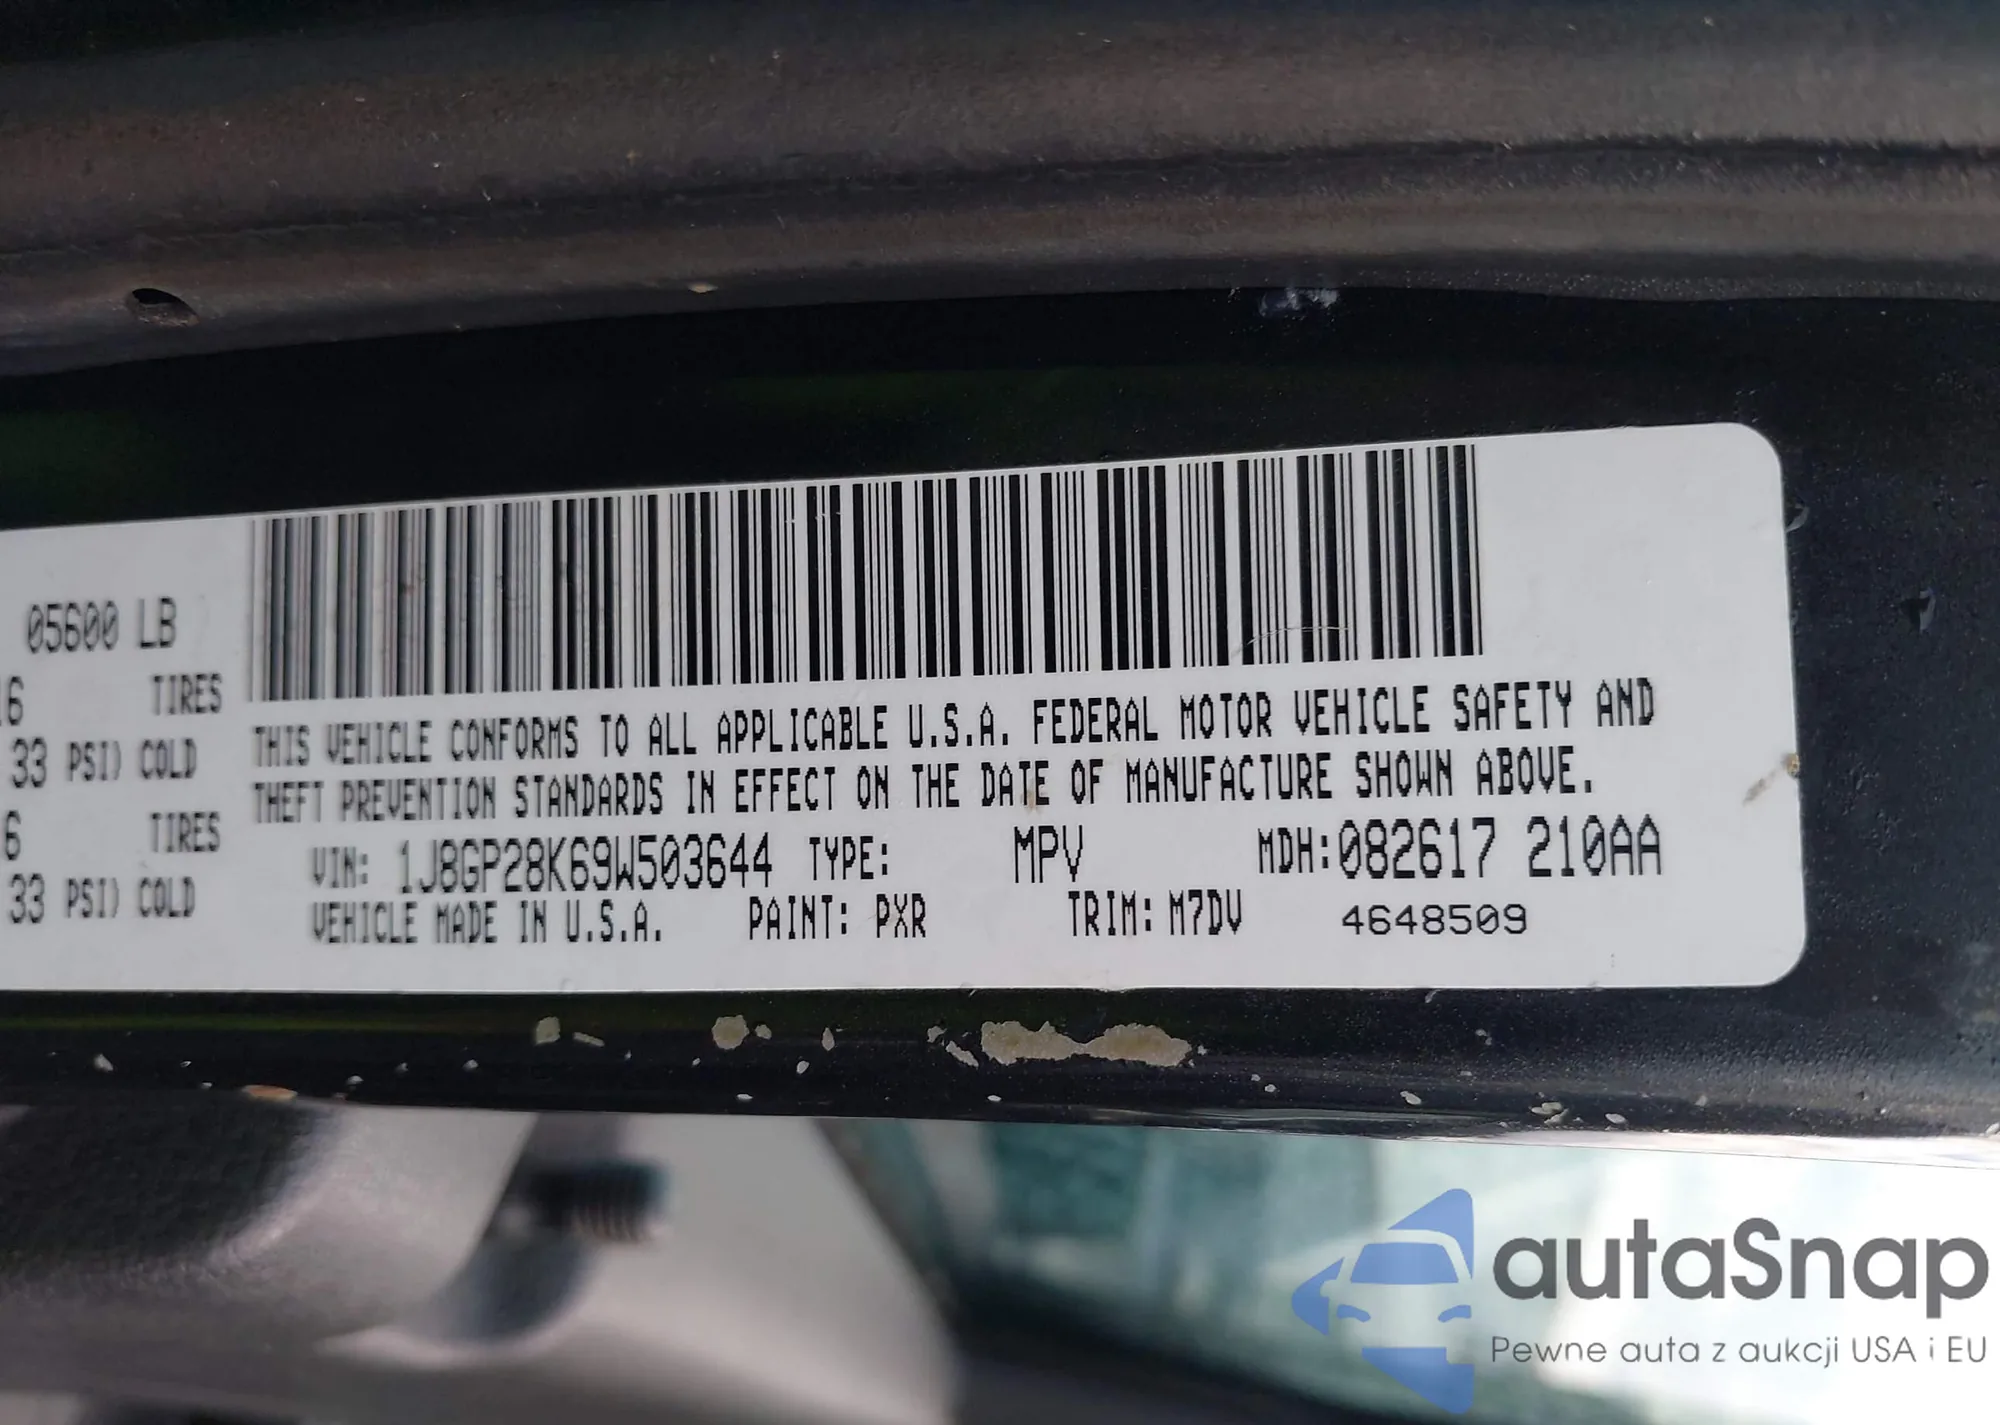 05600 LB
16 TIRES
33 PSI) COLD
6 TIRES
33 PSI) COLD
THIS VEHICLE CONFORMS TO ALL APPLICABLE U.S.A. FEDERAL MOTOR VEHICLE SAFETY AND
THEFT PREVENTION STANDARDS IN EFFECT ON THE DATE OF MANUFACTURE SHOWN ABOVE.
VIN: 1J8GP28K69W503644 TYPE: MPV MDH:082617 210AA
VEHICLE MADE IN U.S.A. PAINT: PXR TRIM: M7DV 4648509
autaSnap
Pewne auta z aukcji USA i EU